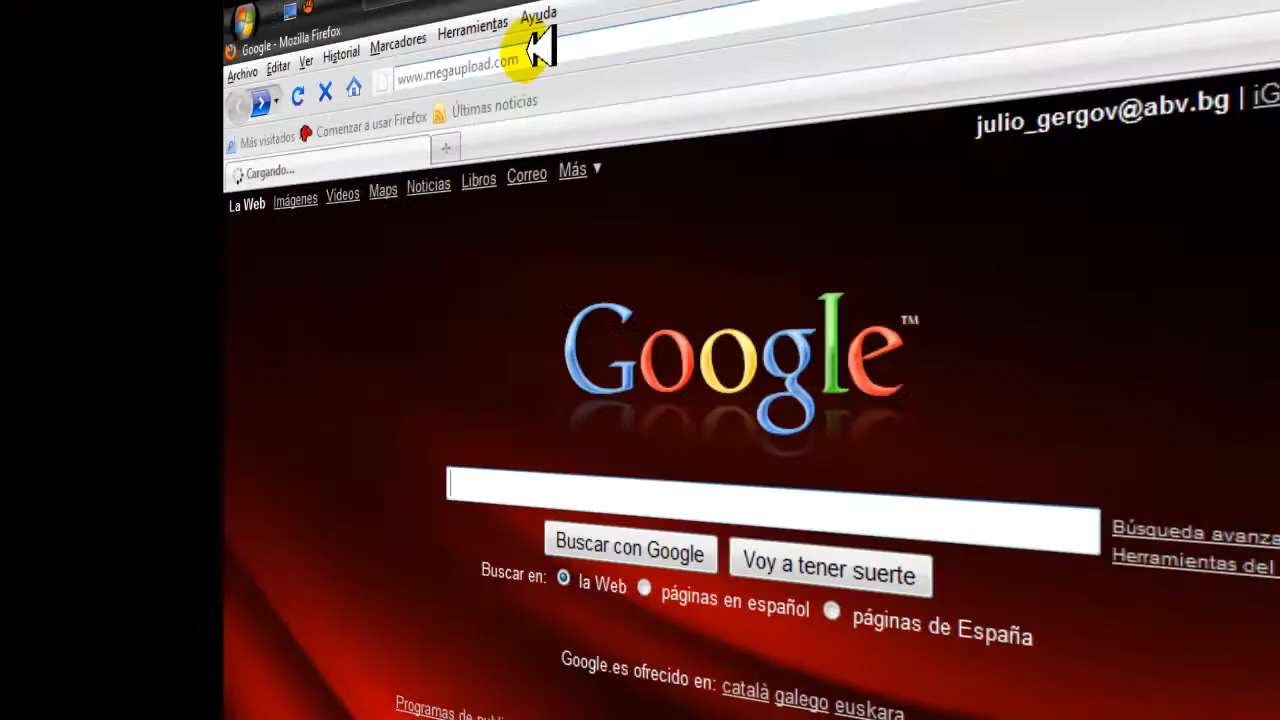 Google - Mozilla Firefox
Archivo Editar Ver Historial Marcadores Herramientas Ayuda
www.megaupload.com
Más visitados Comenzar a usar Firefox Últimas noticias
Cargando...
julio_gergov@abv.bg | iG
La Web Imágenes Vídeos Maps Noticias Libros Correo Más ▼
Google™
Búsqueda avanza
Buscar con Google Voy a tener suerte
Herramientas del
Buscar en: la Web páginas en español páginas de España
Google.es ofrecido en: català galego euskara
Programas de publi